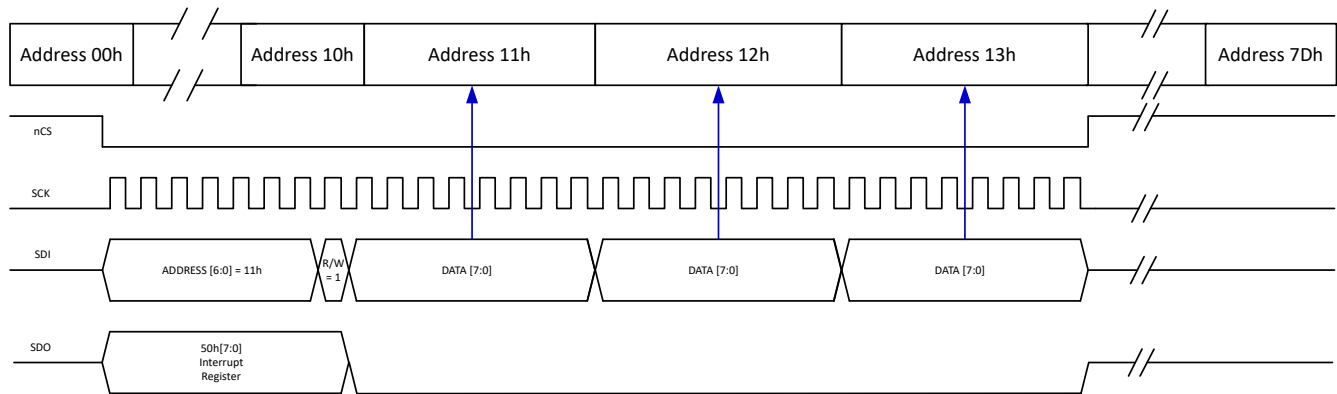 Address 00h
Address 10h
Address 11h
Address 12h
Address 13h
Address 7Dh
nCS
SCK
SDI
ADDRESS [6:0] = 11h
R/W
= 1
DATA [7:0]
DATA [7:0]
DATA [7:0]
SDO
50h[7:0]
Interrupt
Register